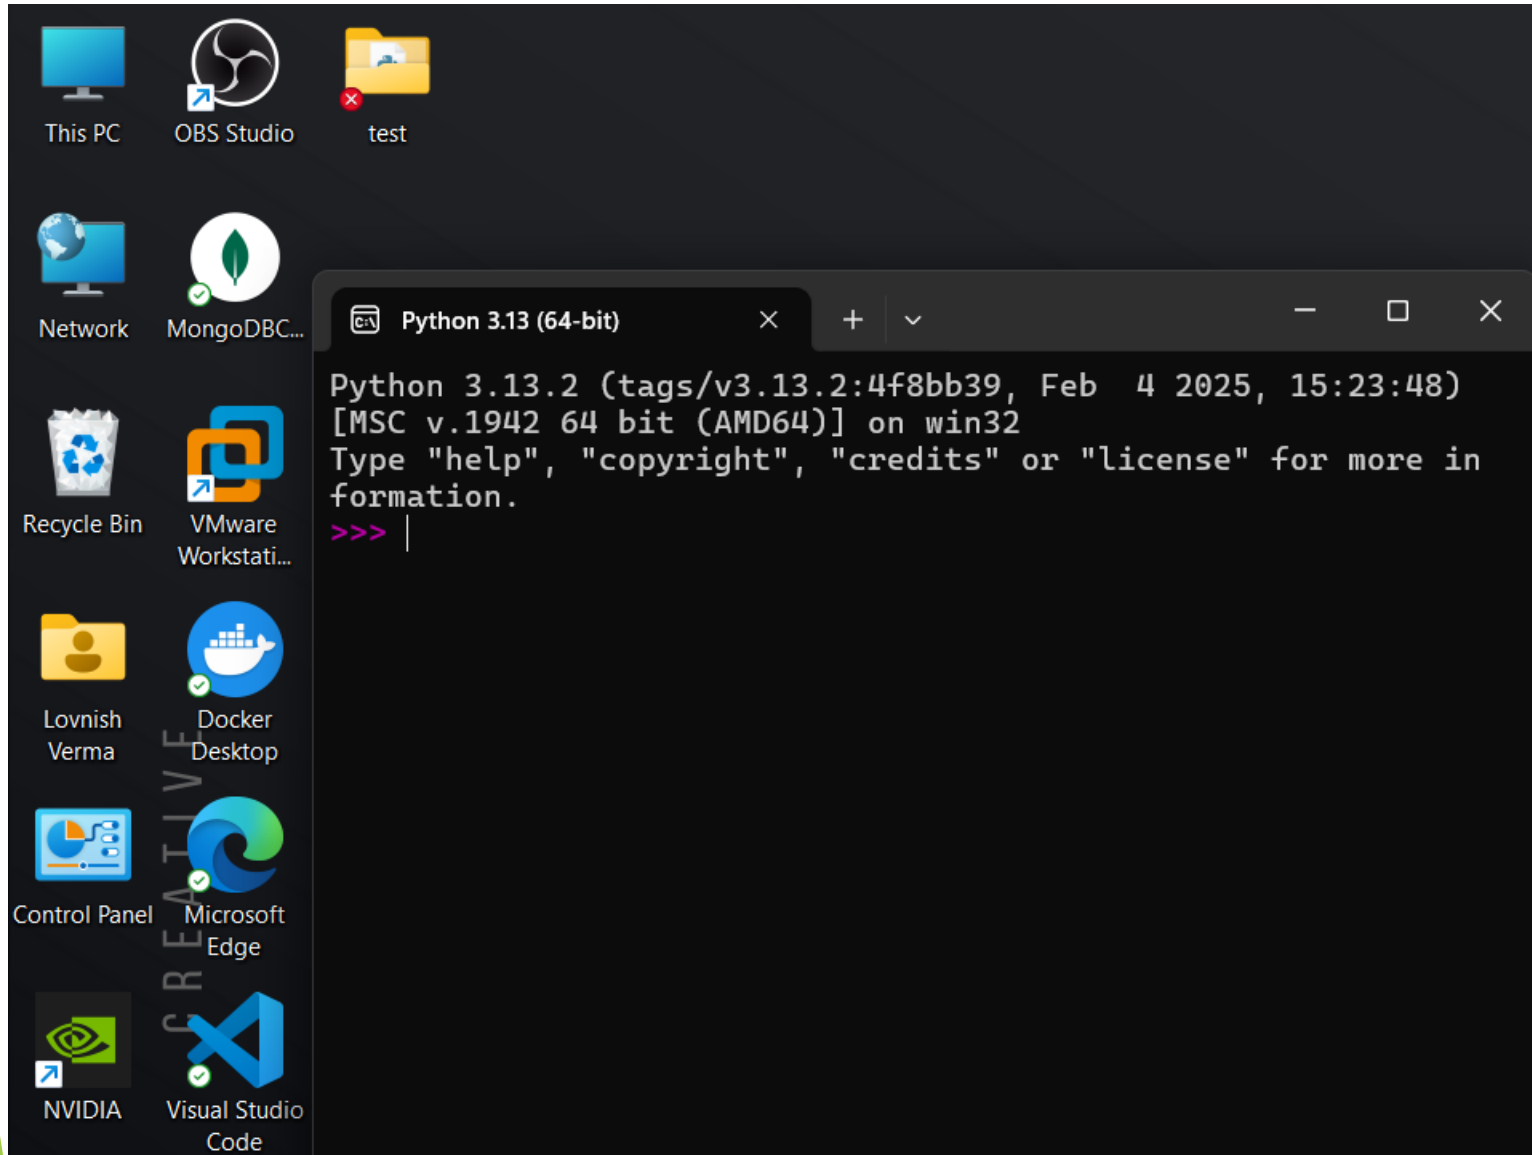 This PC
OBS Studio
test
Network
MongoDBC...
Recycle Bin
VMware
Workstati...
Lovnish
Verma
Docker
Desktop
Control Panel
Microsoft
Edge
NVIDIA
Visual Studio
Code
CREATIVE
C:\
Python 3.13 (64-bit)
Python 3.13.2 (tags/v3.13.2:4f8bb39, Feb  4 2025, 15:23:48)
[MSC v.1942 64 bit (AMD64)] on win32
Type "help", "copyright", "credits" or "license" for more in
formation.
>>>